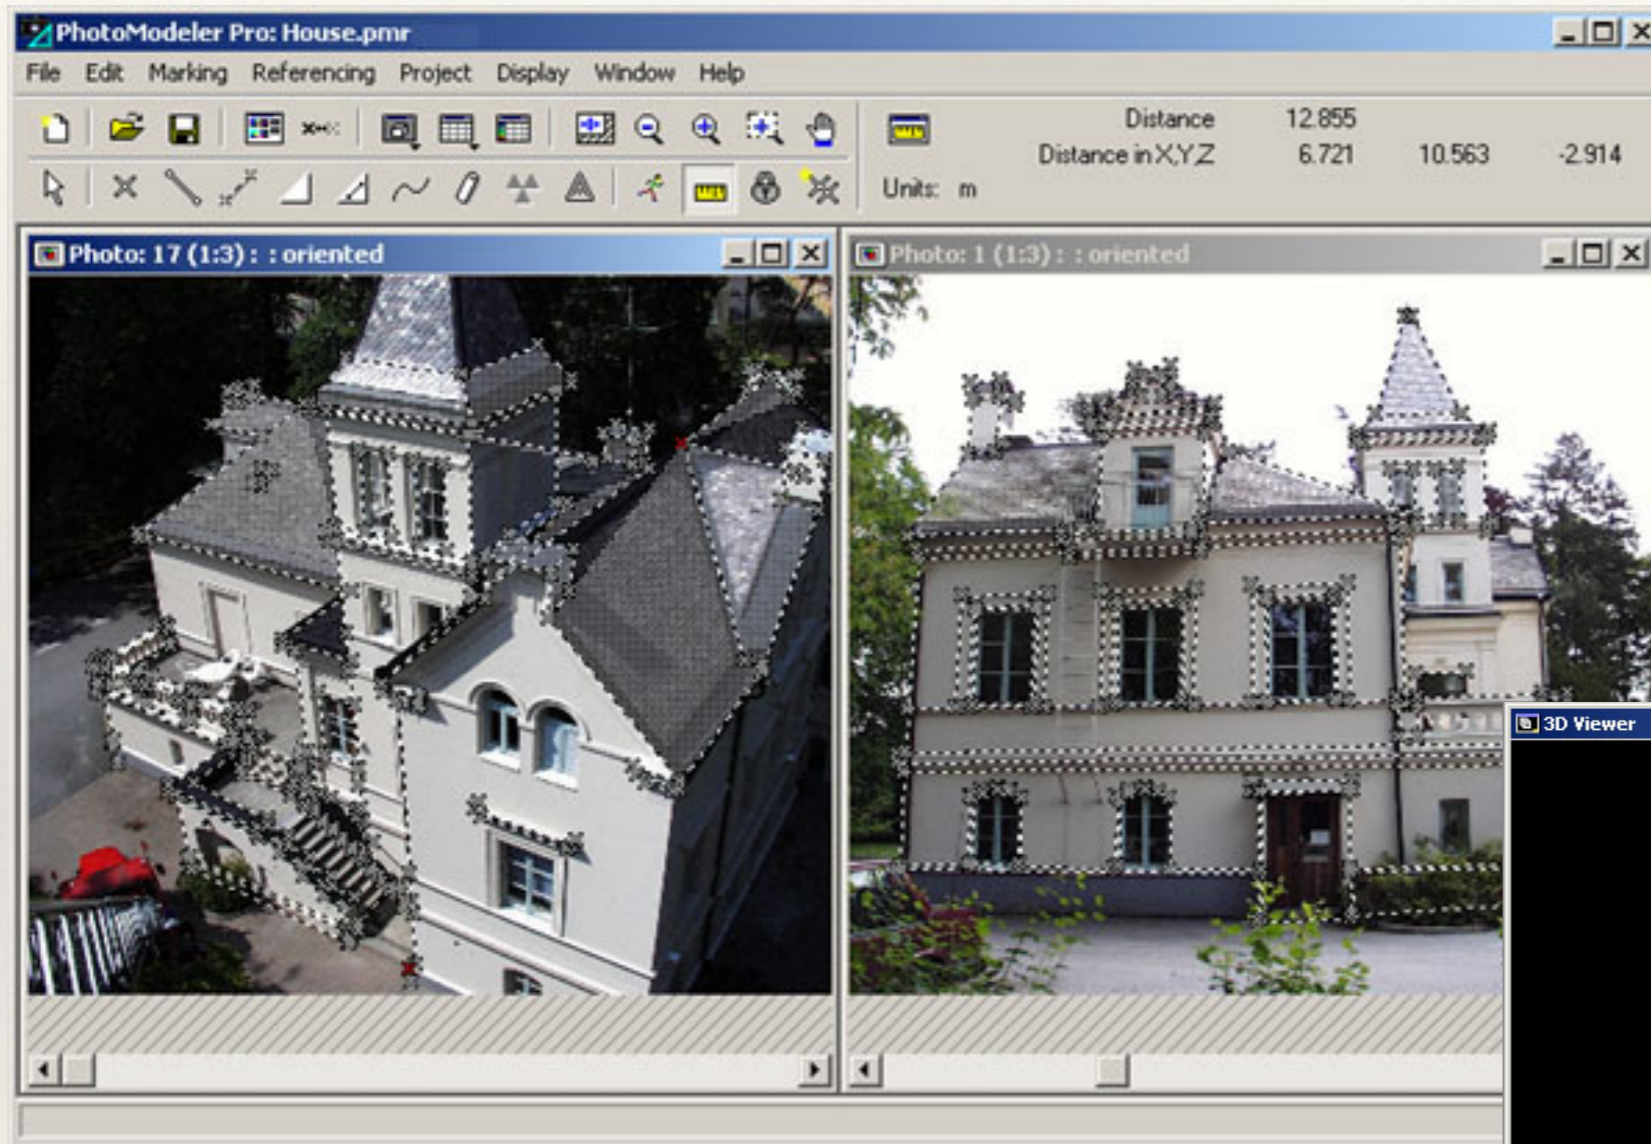 PhotoModeler Pro: House.pmr
File Edit Marking Referencing Project Display Window Help
Distance 12.855
Distance in X,Y,Z 6.721 10.563 -2.914
Units: m
Photo: 17 (1:3) : : oriented
Photo: 1 (1:3) : : oriented
3D Viewer